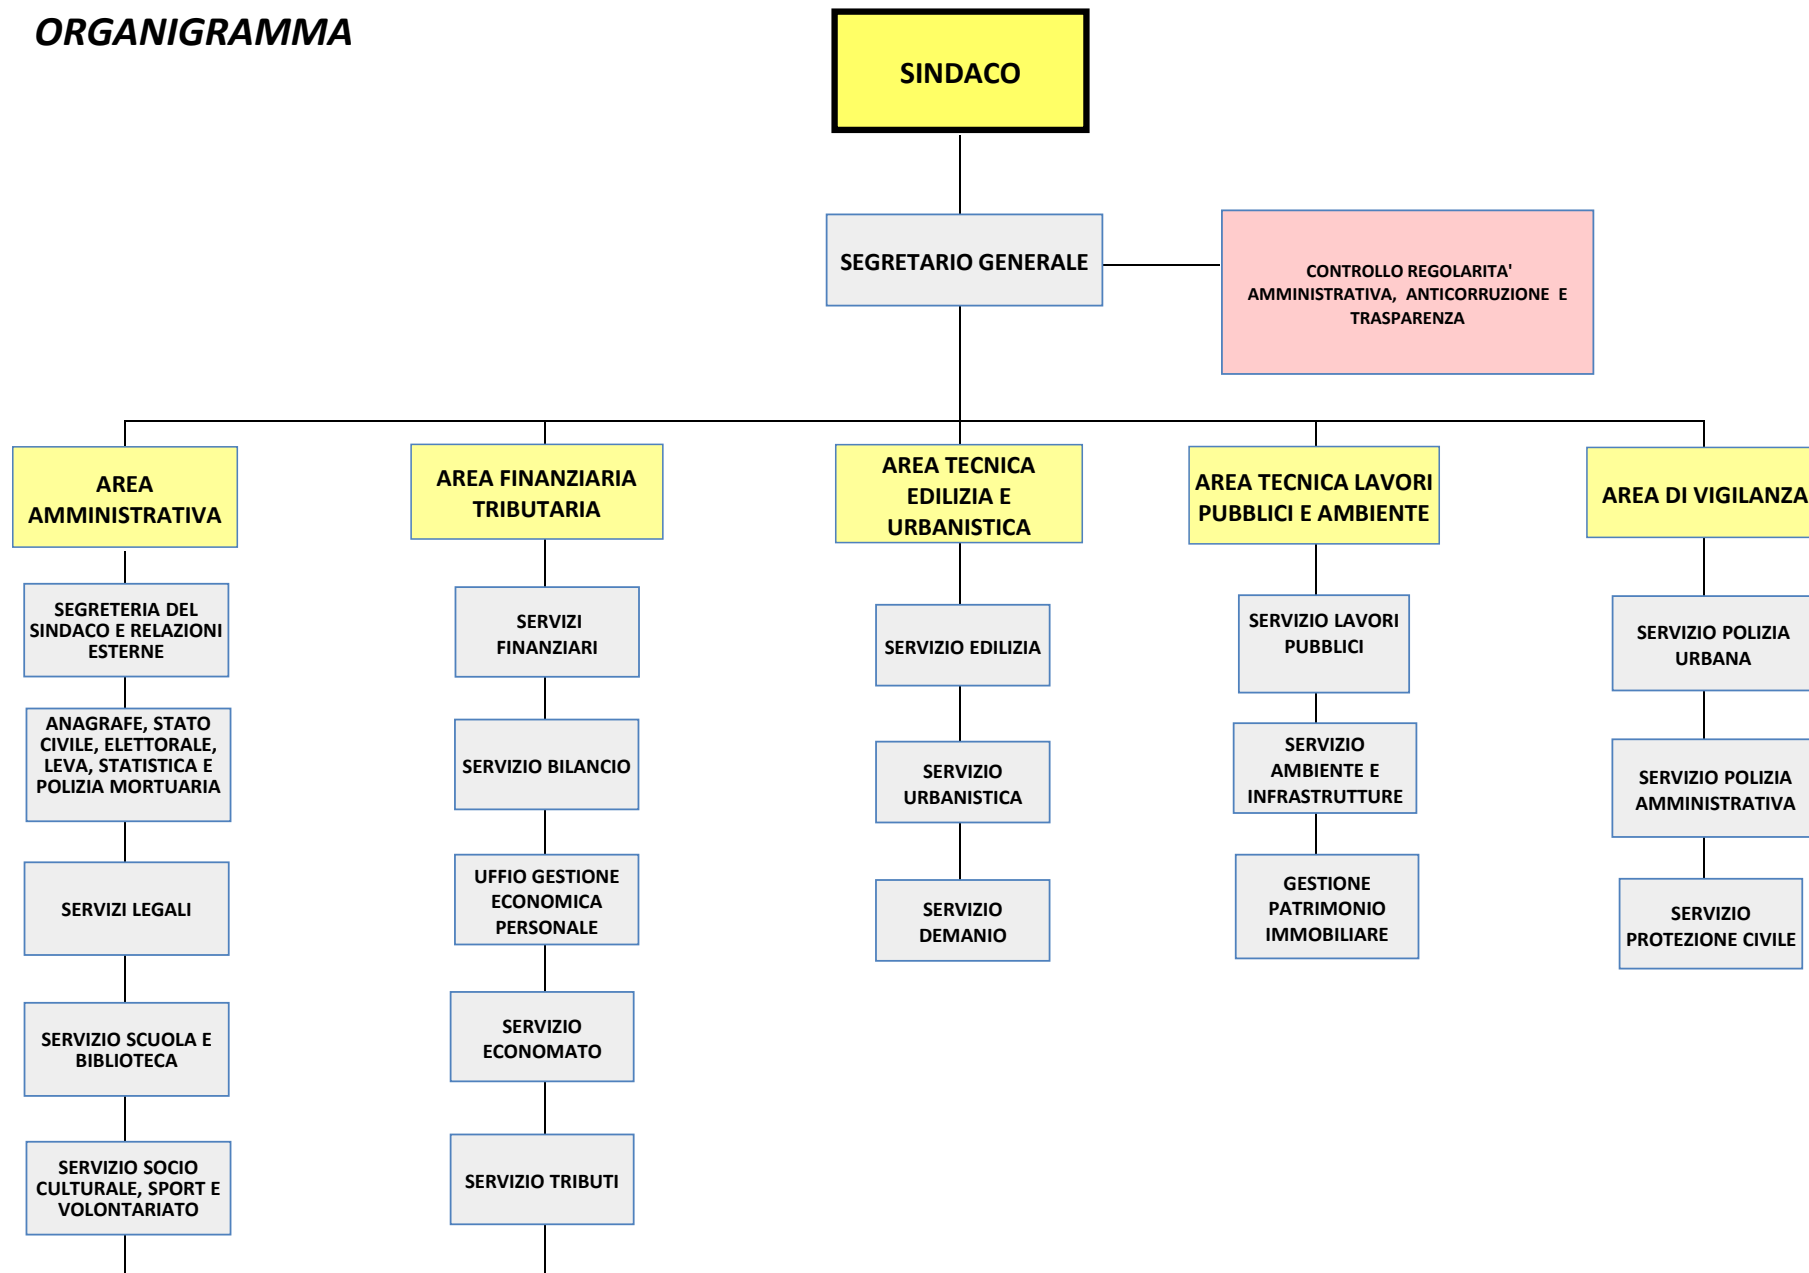 ORGANIGRAMMA
SINDACO
SEGRETARIO GENERALE
CONTROLLO REGOLARITA'
AMMINISTRATIVA, ANTICORRUZIONE E
TRASPARENZA
AREA
AMMINISTRATIVA
AREA FINANZIARIA
TRIBUTARIA
AREA TECNICA
EDILIZIA E
URBANISTICA
AREA TECNICA LAVORI
PUBBLICI E AMBIENTE
AREA DI VIGILANZA
SEGRETERIA DEL
SINDACO E RELAZIONI
ESTERNE
ANAGRAFE, STATO
CIVILE, ELETTORALE,
LEVA, STATISTICA E
POLIZIA MORTUARIA
SERVIZI LEGALI
SERVIZIO SCUOLA E
BIBLIOTECA
SERVIZIO SOCIO
CULTURALE, SPORT E
VOLONTARIATO
SERVIZI
FINANZIARI
SERVIZIO BILANCIO
UFFIO GESTIONE
ECONOMICA
PERSONALE
SERVIZIO
ECONOMATO
SERVIZIO TRIBUTI
SERVIZIO EDILIZIA
SERVIZIO
URBANISTICA
SERVIZIO
DEMANIO
SERVIZIO LAVORI
PUBBLICI
SERVIZIO
AMBIENTE E
INFRASTRUTTURE
GESTIONE
PATRIMONIO
IMMOBILIARE
SERVIZIO POLIZIA
URBANA
SERVIZIO POLIZIA
AMMINISTRATIVA
SERVIZIO
PROTEZIONE CIVILE